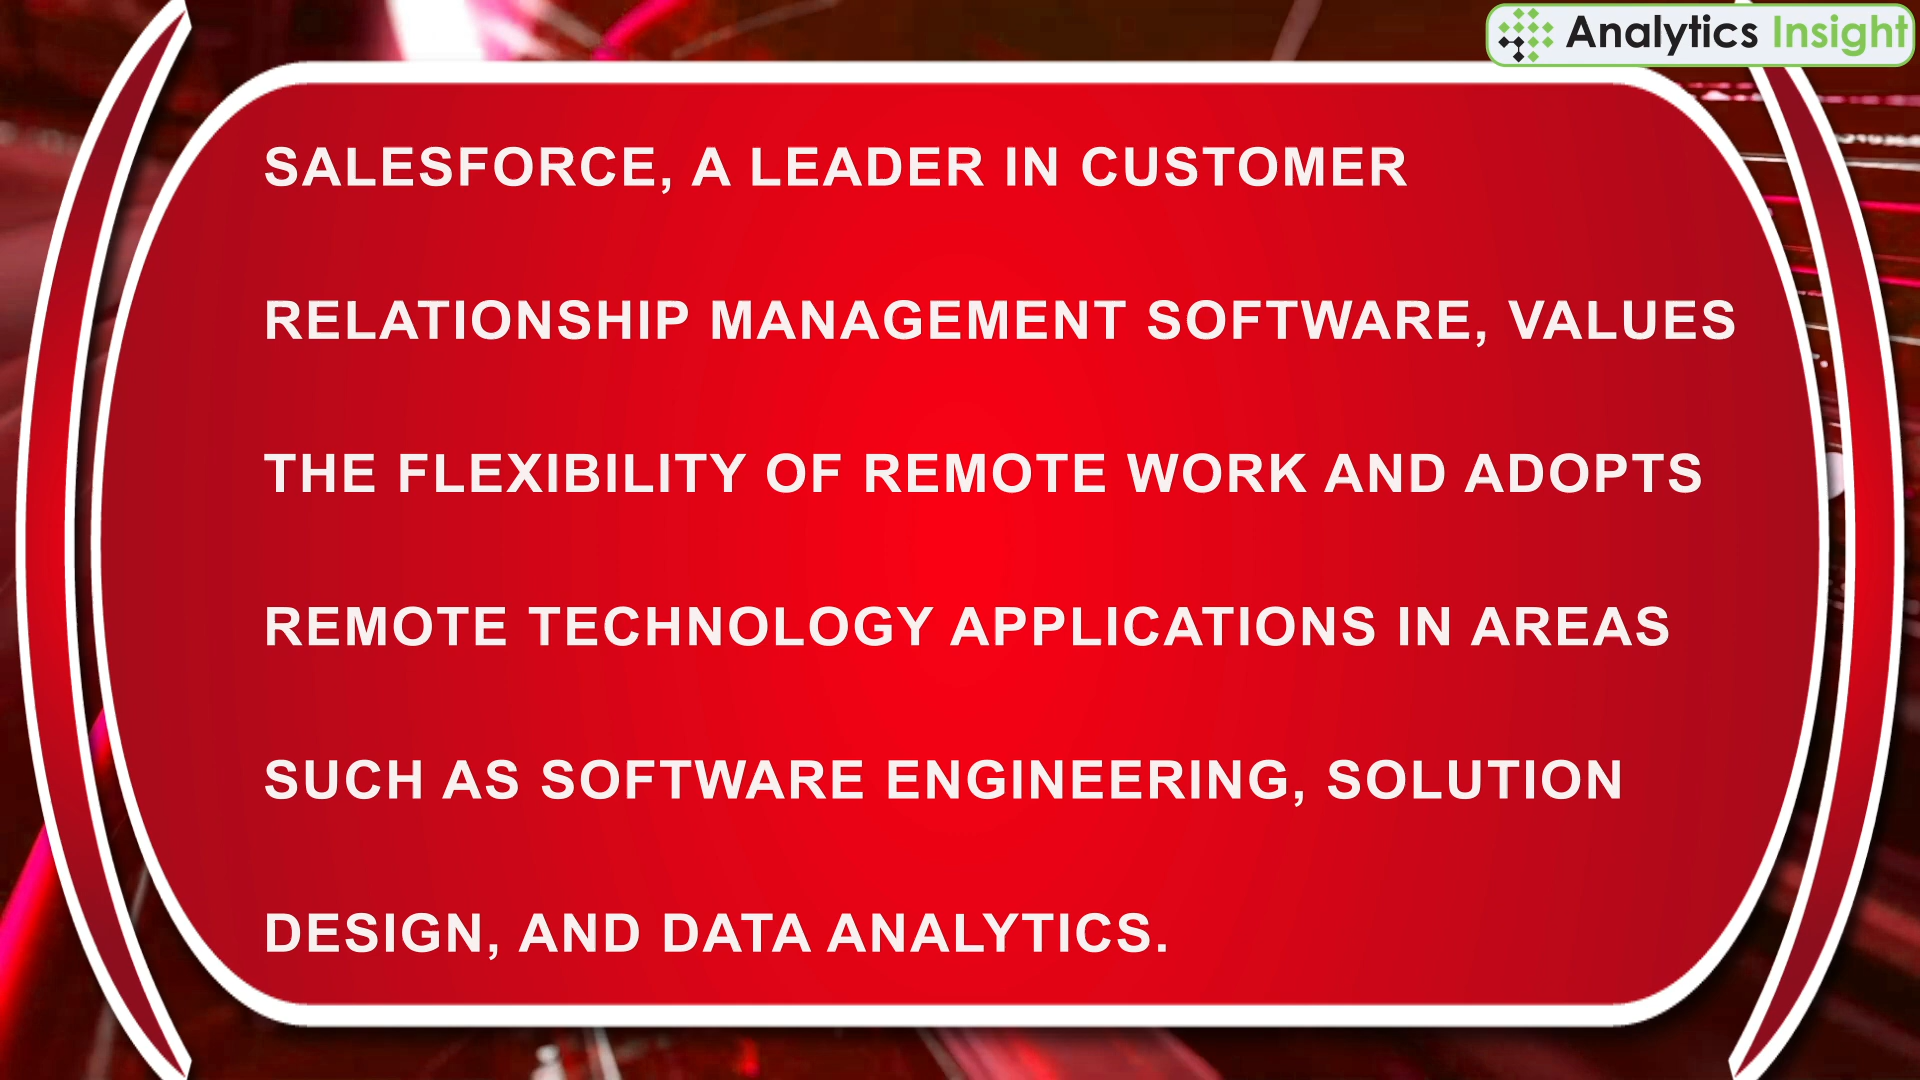 Analytics Insight
SALESFORCE, A LEADER IN CUSTOMER
RELATIONSHIP MANAGEMENT SOFTWARE, VALUES
THE FLEXIBILITY OF REMOTE WORK AND ADOPTS
REMOTE TECHNOLOGY APPLICATIONS IN AREAS
SUCH AS SOFTWARE ENGINEERING, SOLUTION
DESIGN, AND DATA ANALYTICS.